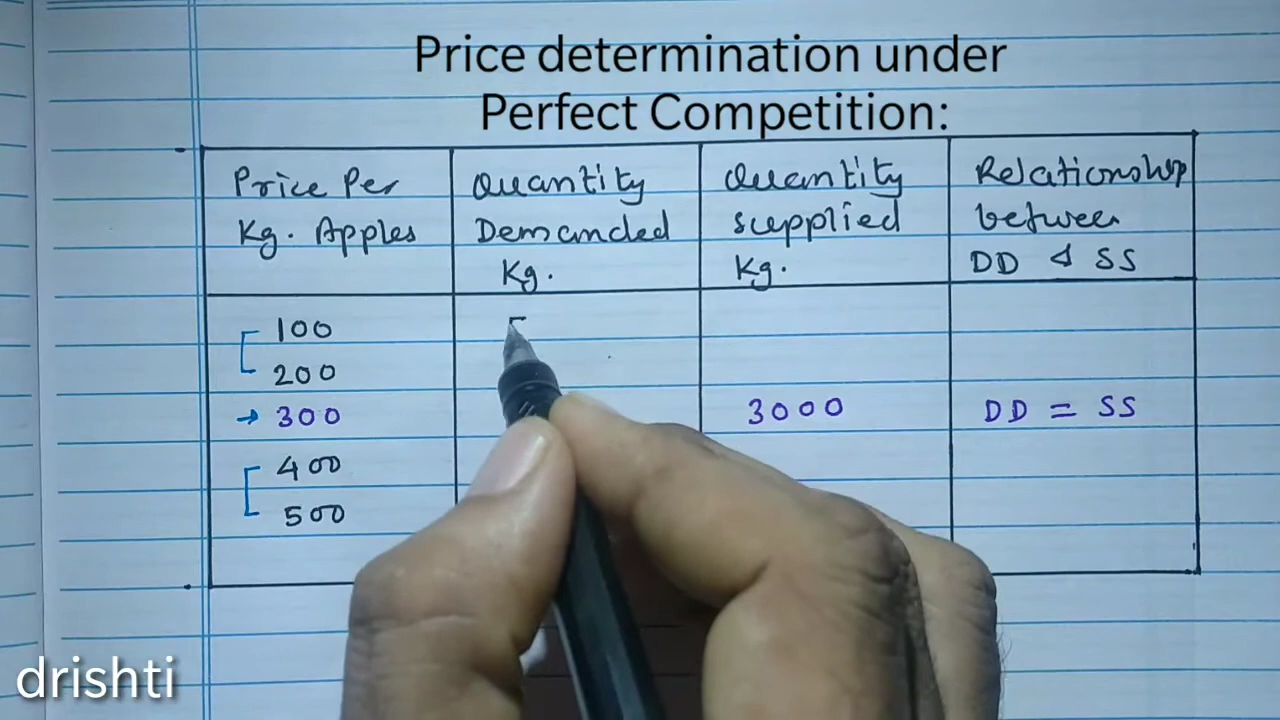 Price determination under
Perfect Competition:
Price Per
Kg. Apples
Quantity
Demanded
Kg.
Quantity
supplied
Kg.
Relationship
between
DD & SS
100
200
→ 300 3000 DD = SS
400
500
drishti